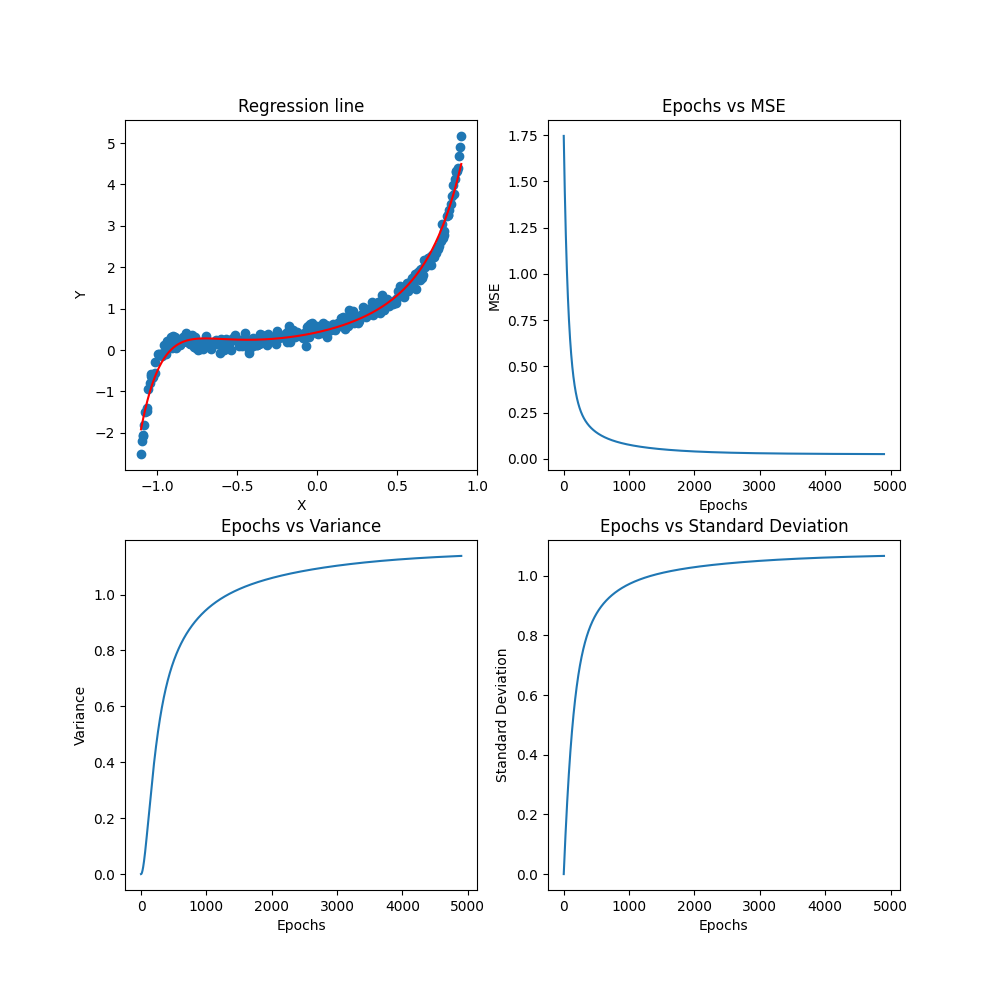 Regression line
5
4
3
2
1
0
−1
−2
Y
−1.0 −0.5 0.0 0.5 1.0
X
Epochs vs MSE
1.75
1.50
1.25
1.00
0.75
0.50
0.25
0.00
MSE
0 1000 2000 3000 4000 5000
Epochs
Epochs vs Variance
1.0
0.8
0.6
0.4
0.2
0.0
Variance
0 1000 2000 3000 4000 5000
Epochs
Epochs vs Standard Deviation
1.0
0.8
0.6
0.4
0.2
0.0
Standard Deviation
0 1000 2000 3000 4000 5000
Epochs